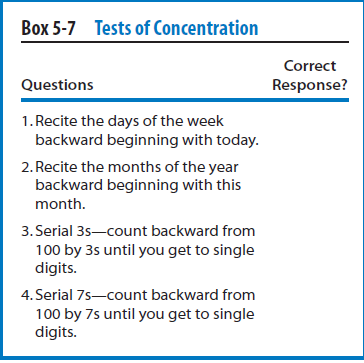 Box 5-7 Tests of Concentration
Correct
Questions Response?
1. Recite the days of the week
backward beginning with today.
2. Recite the months of the year
backward beginning with this
month.
3. Serial 3s—count backward from
100 by 3s until you get to single
digits.
4. Serial 7s—count backward from
100 by 7s until you get to single
digits.